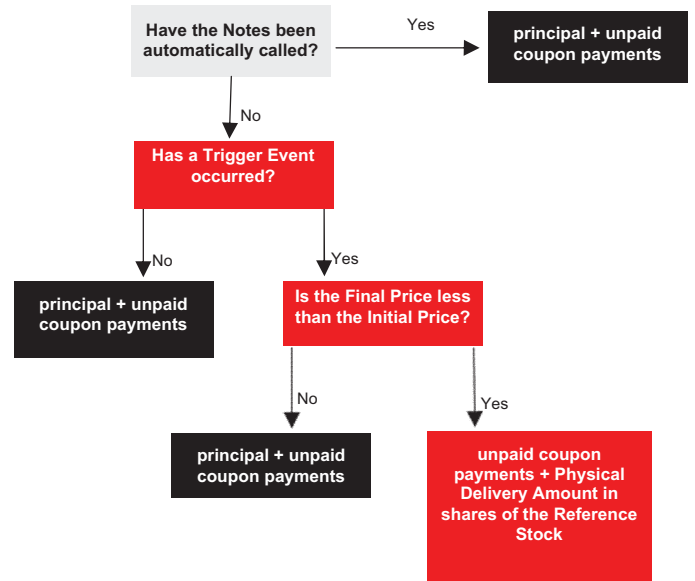 Have the Notes been
automatically called?
Yes
principal + unpaid
coupon payments
No
Has a Trigger Event
occurred?
No
Yes
principal + unpaid
coupon payments
Is the Final Price less
than the Initial Price?
No
Yes
principal + unpaid
coupon payments
unpaid coupon
payments + Physical
Delivery Amount in
shares of the Reference
Stock